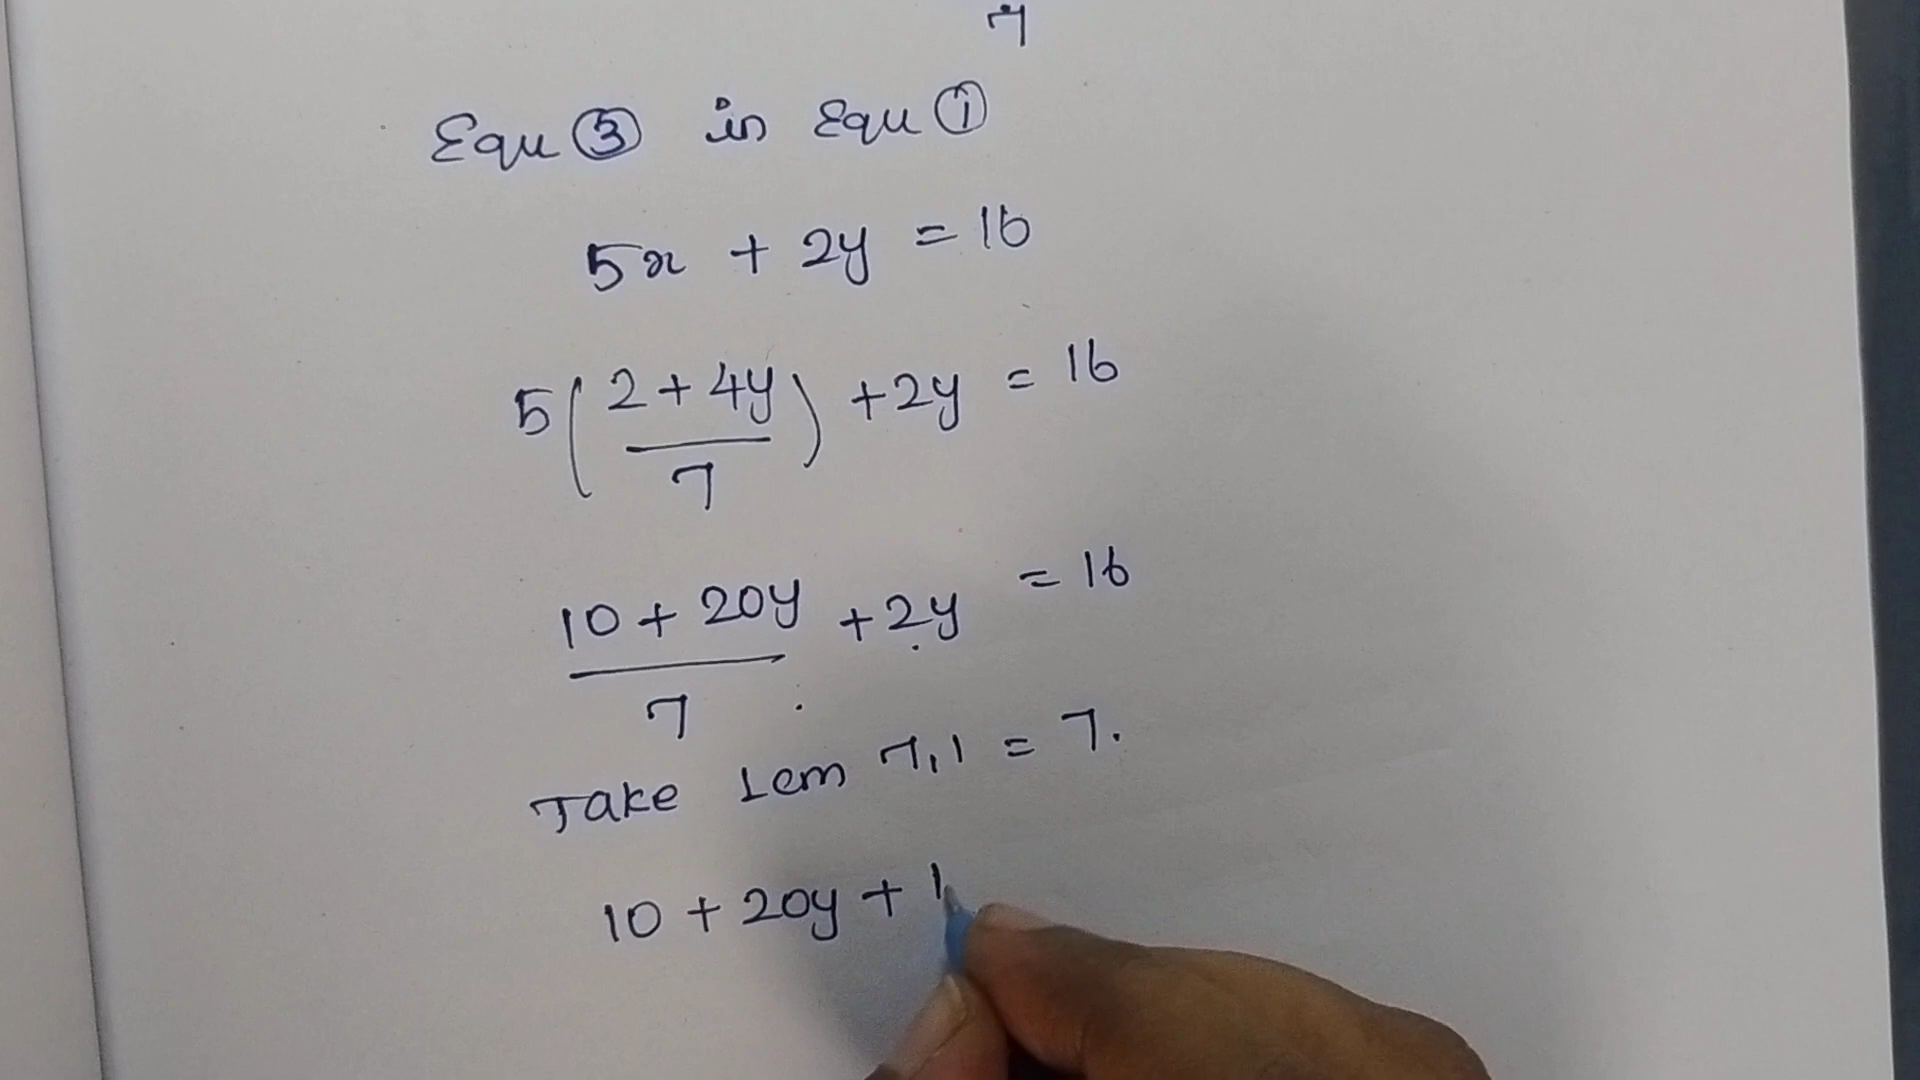 7
Equ ③ in Equ ①
5x + 2y = 16
5(2 + 4y / 7) + 2y = 16
10 + 20y / 7 + 2y = 16
Take lcm 7,1 = 7.
10 + 20y + 1